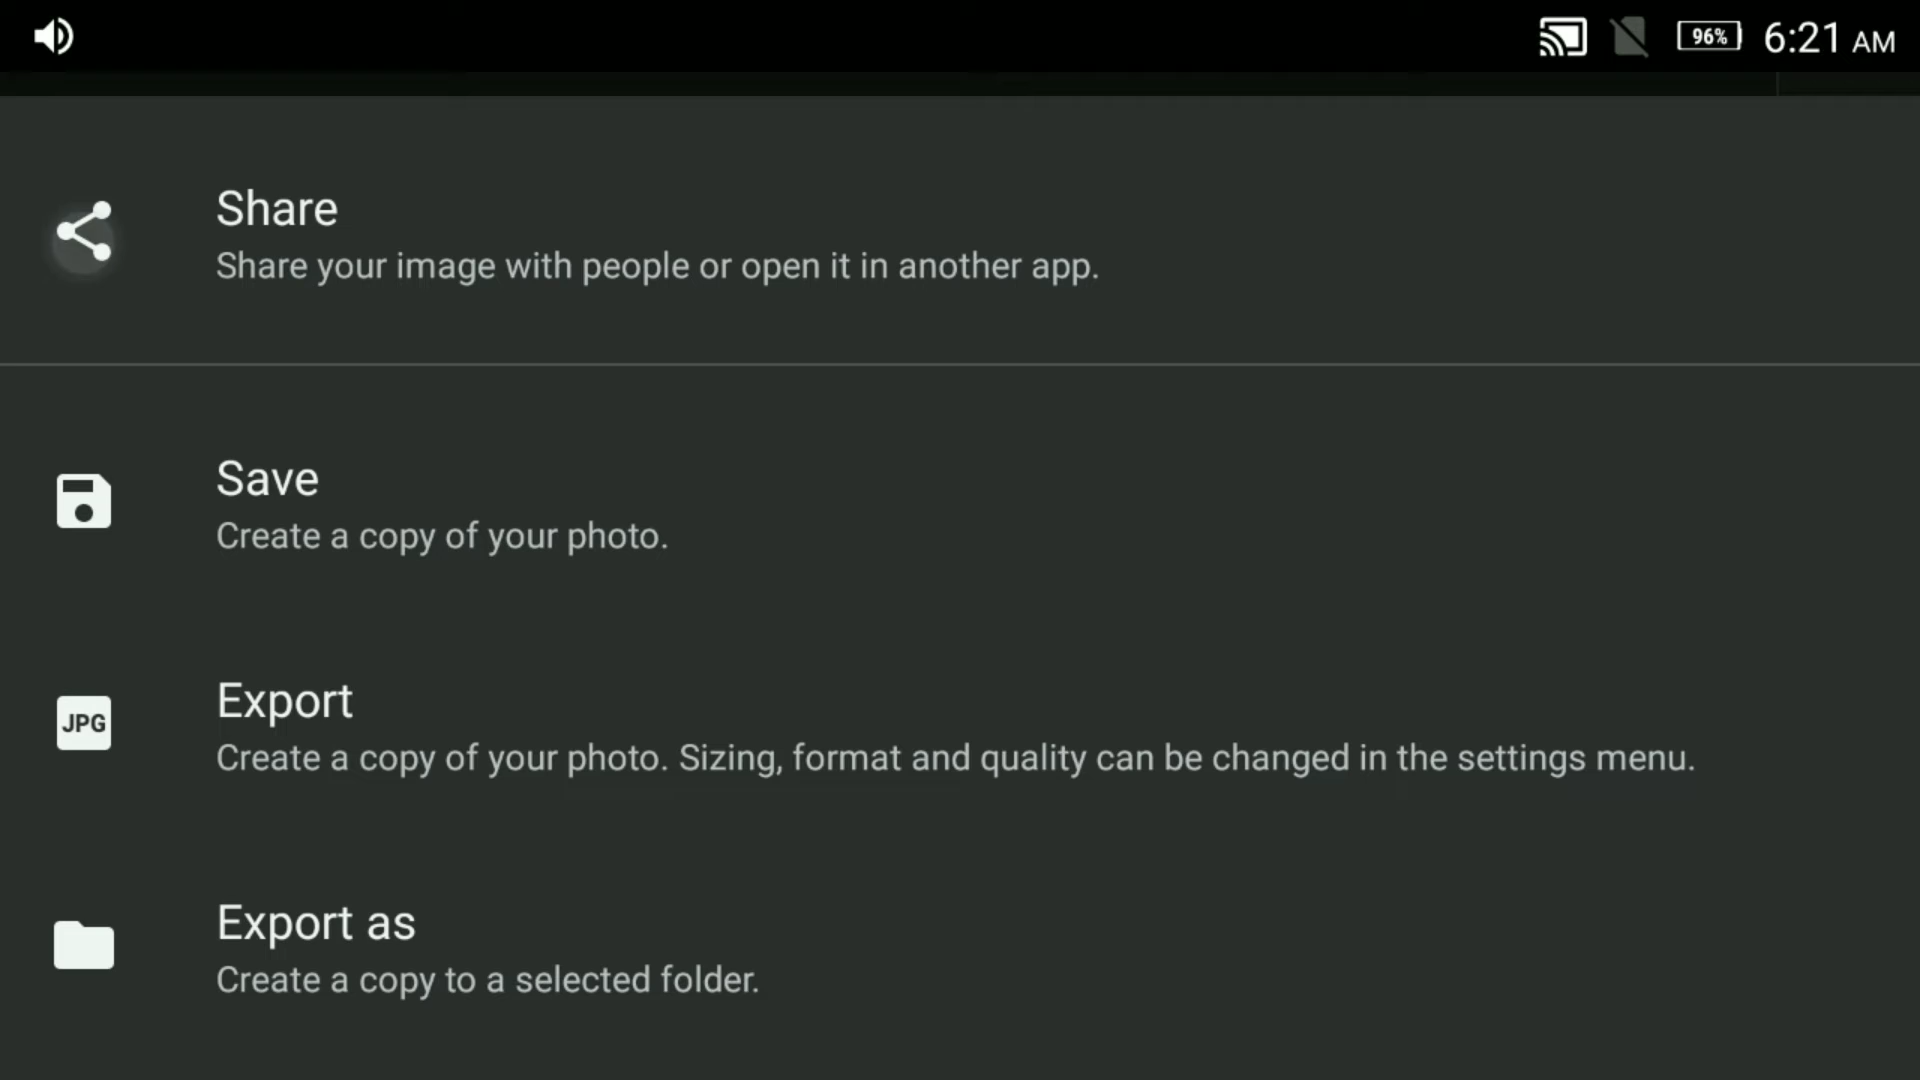 96% 6:21 AM
Share
Share your image with people or open it in another app.
Save
Create a copy of your photo.
JPG
Export
Create a copy of your photo. Sizing, format and quality can be changed in the settings menu.
Export as
Create a copy to a selected folder.